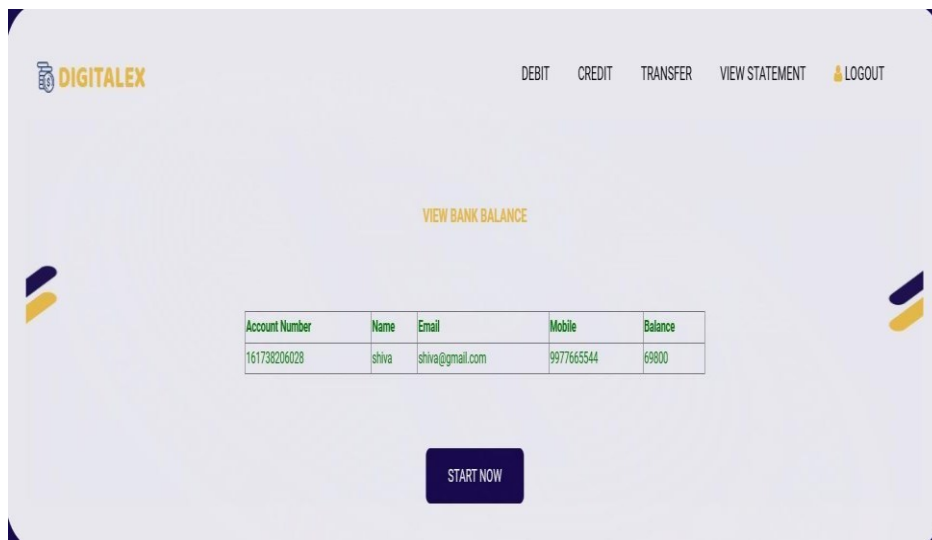 DIGITALEX DEBIT CREDIT TRANSFER VIEW STATEMENT LOGOUT
VIEW BANK BALANCE
Account Number Name Email Mobile Balance
161738206028 shiva shiva@gmail.com 9977665544 69800
START NOW